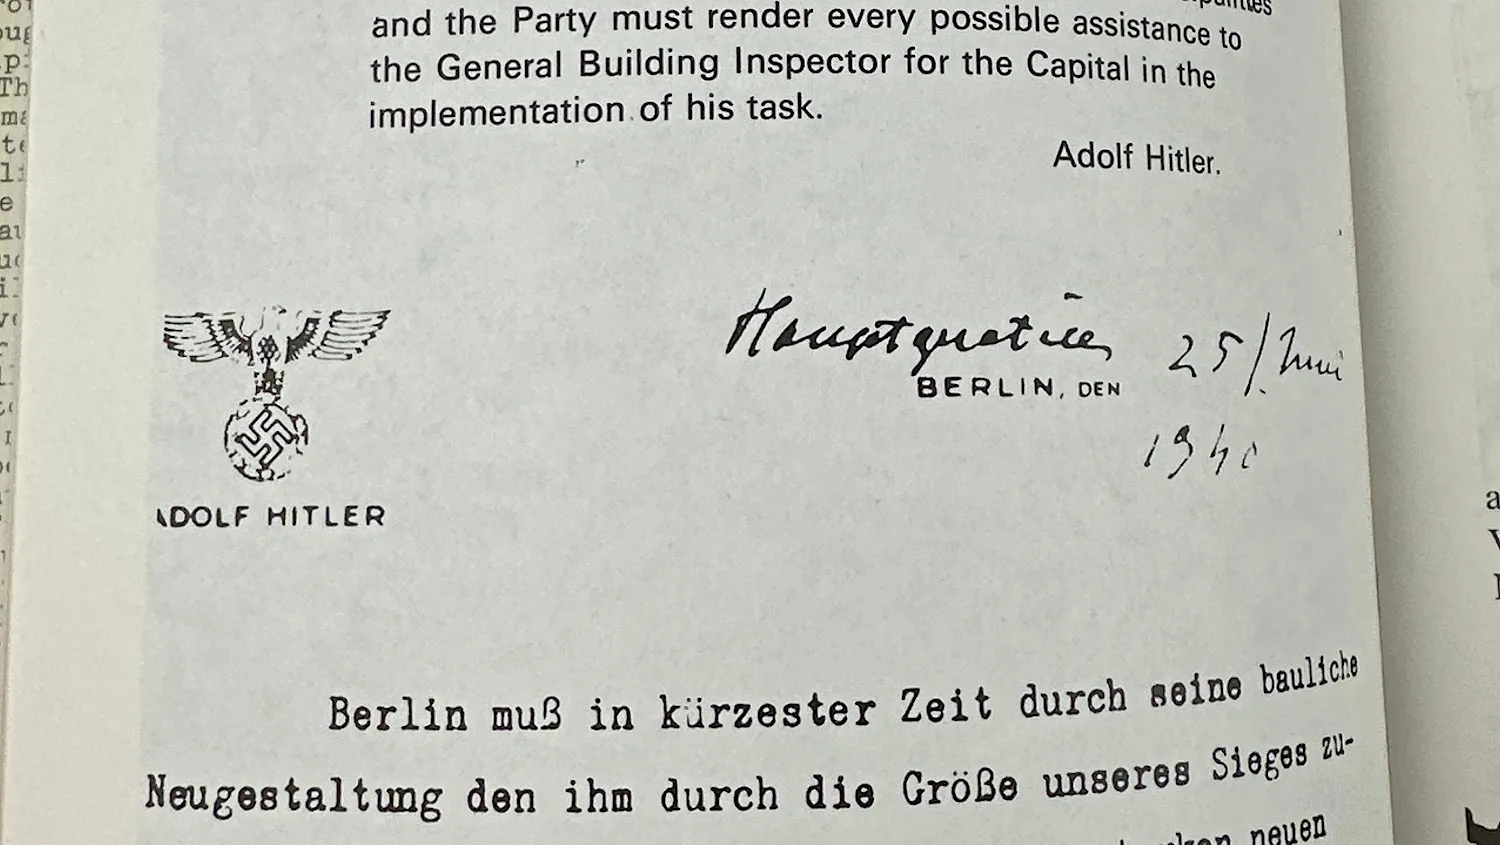 and the Party must render every possible assistance to
the General Building Inspector for the Capital in the
implementation of his task.
Adolf Hitler.
Hauptquartier 25/Juni
BERLIN, DEN
1940
ADOLF HITLER
Berlin muß in kürzester Zeit durch seine bauliche
Neugestaltung den ihm durch die Größe unseres Sieges zu-
neuen